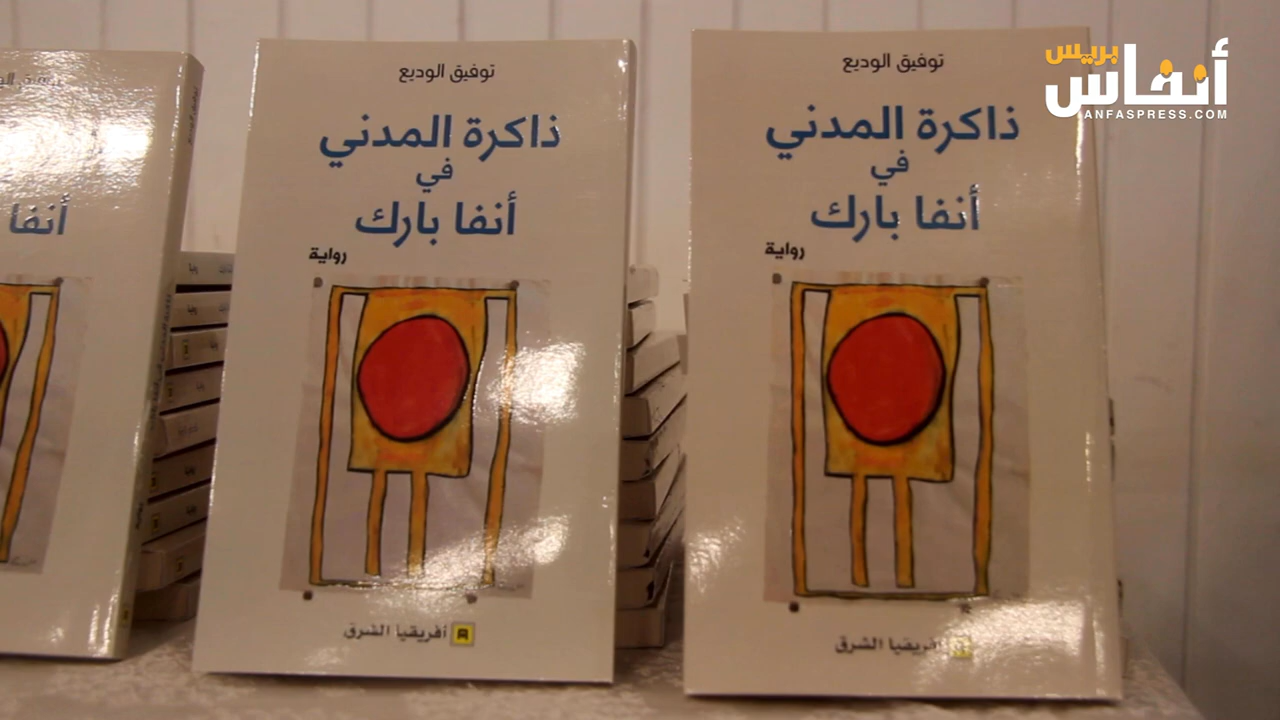 بريس
أنفاس
ANFASPRESS.COM
توفيق الوديع
ذاكرة المدني
في
أنفا بارك
رواية
أفريقيا الشرق
توفيق الوديع
ذاكرة المدني
في
أنفا بارك
رواية
أفريقيا الشرق
أنفا